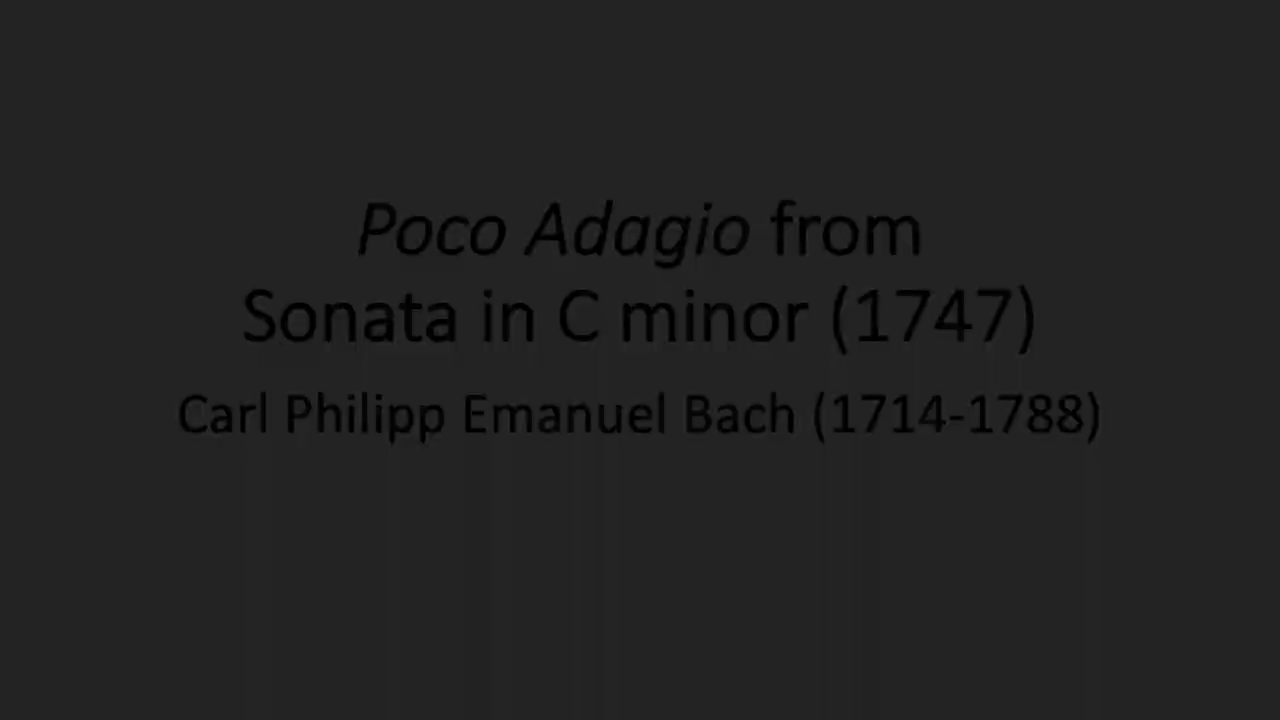 Poco Adagio from
Sonata in C minor (1747)
Carl Philipp Emanuel Bach (1714-1788)